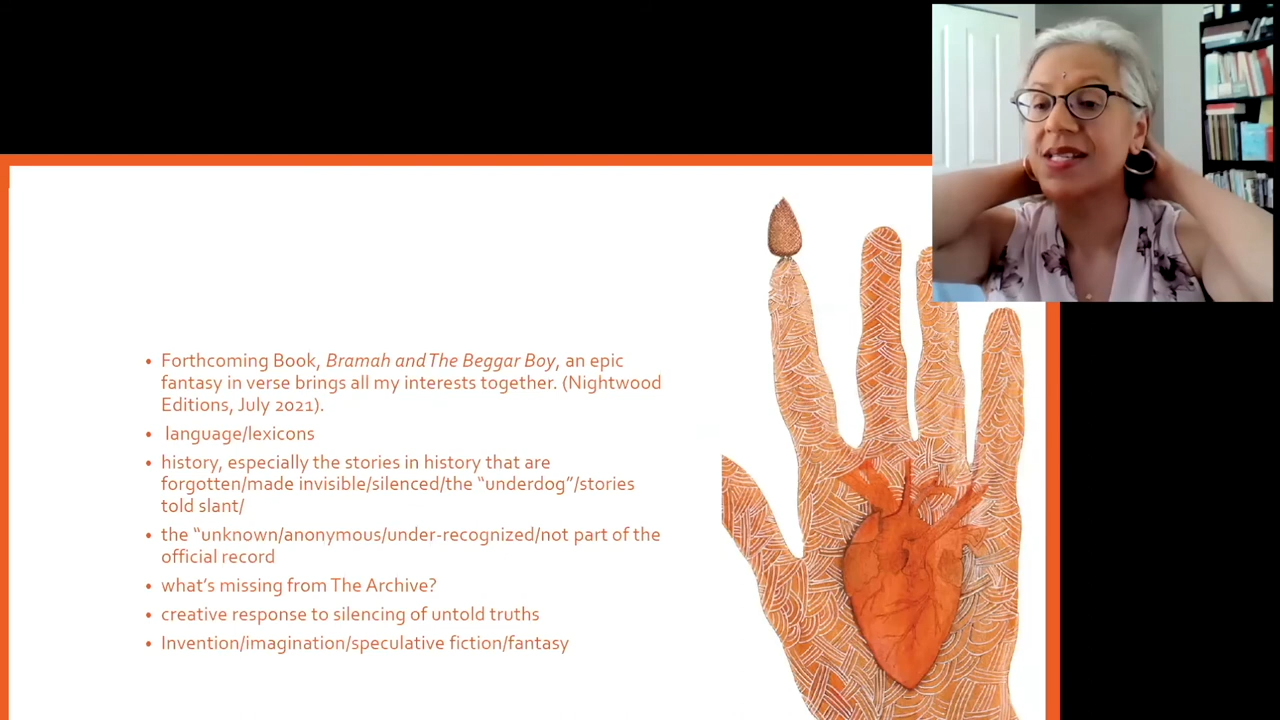 • Forthcoming Book, Bramah and The Beggar Boy, an epic
fantasy in verse brings all my interests together. (Nightwood
Editions, July 2021).
• language/lexicons
• history, especially the stories in history that are
forgotten/made invisible/silenced/the “underdog”/stories
told slant/
• the “unknown/anonymous/under-recognized/not part of the
official record
• what’s missing from The Archive?
• creative response to silencing of untold truths
• Invention/imagination/speculative fiction/fantasy